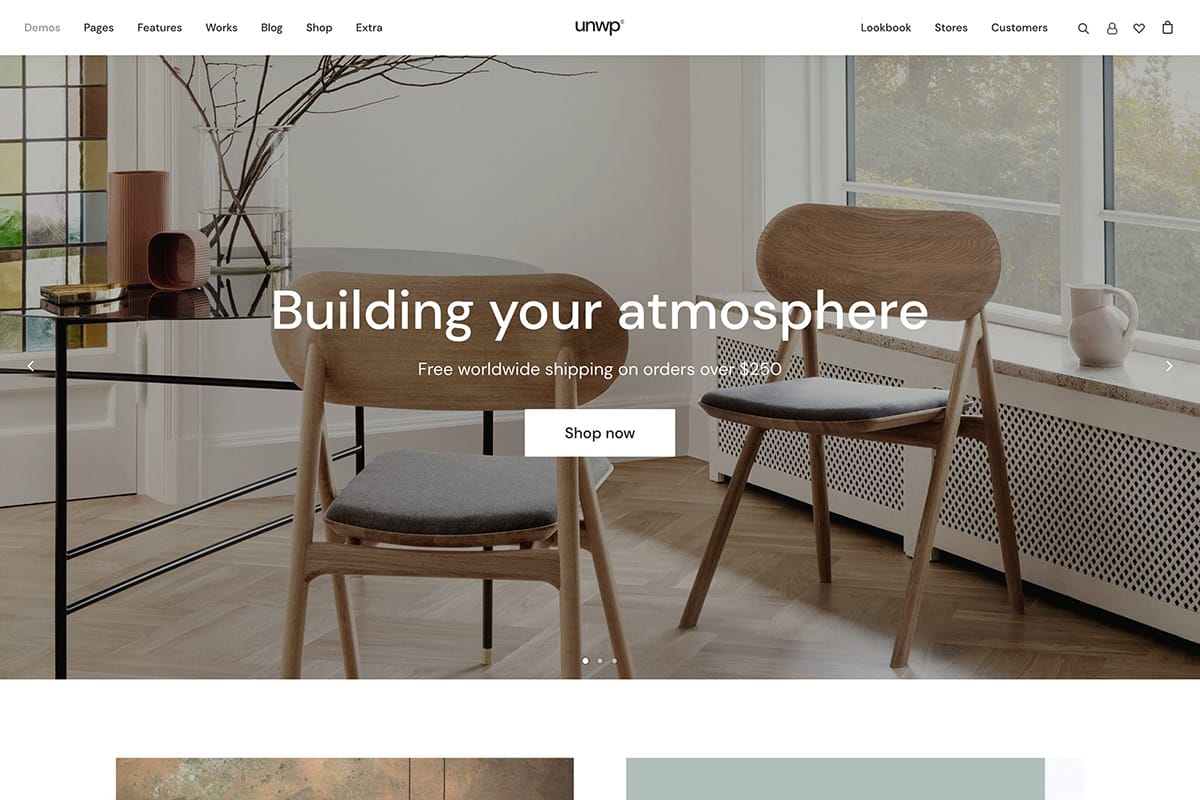 Demos Pages Features Works Blog Shop Extra
unwp©
Lookbook Stores Customers
Building your atmosphere
Free worldwide shipping on orders over $250
Shop now